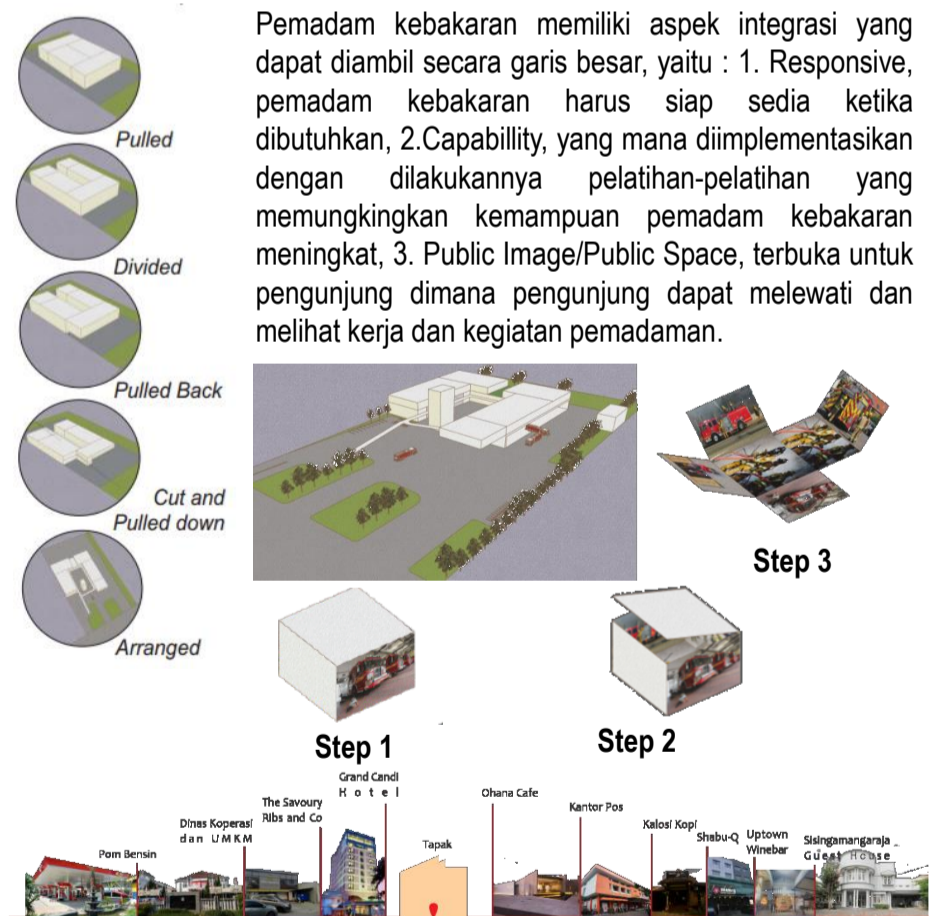 Pemadam kebakaran memiliki aspek integrasi yang
dapat diambil secara garis besar, yaitu : 1. Responsive,
pemadam kebakaran harus siap sedia ketika
dibutuhkan, 2.Capabillity, yang mana diimplementasikan
dengan dilakukannya pelatihan-pelatihan yang
memungkingkan kemampuan pemadam kebakaran
meningkat, 3. Public Image/Public Space, terbuka untuk
pengunjung dimana pengunjung dapat melewati dan
melihat kerja dan kegiatan pemadaman.
Pulled
Divided
Pulled Back
Cut and
Pulled down
Arranged
Step 3
Step 1
Step 2
Pom Bensin
Dinas Koperasi
dan UMKM
The Savoury
Ribs and Co
Grand Candi
Hotel
Tapak
Ohana Cafe
Kantor Pos
Kalosi Kopi
Shabu-Q
Uptown
Winebar
Sisingamangaraja
Guest House